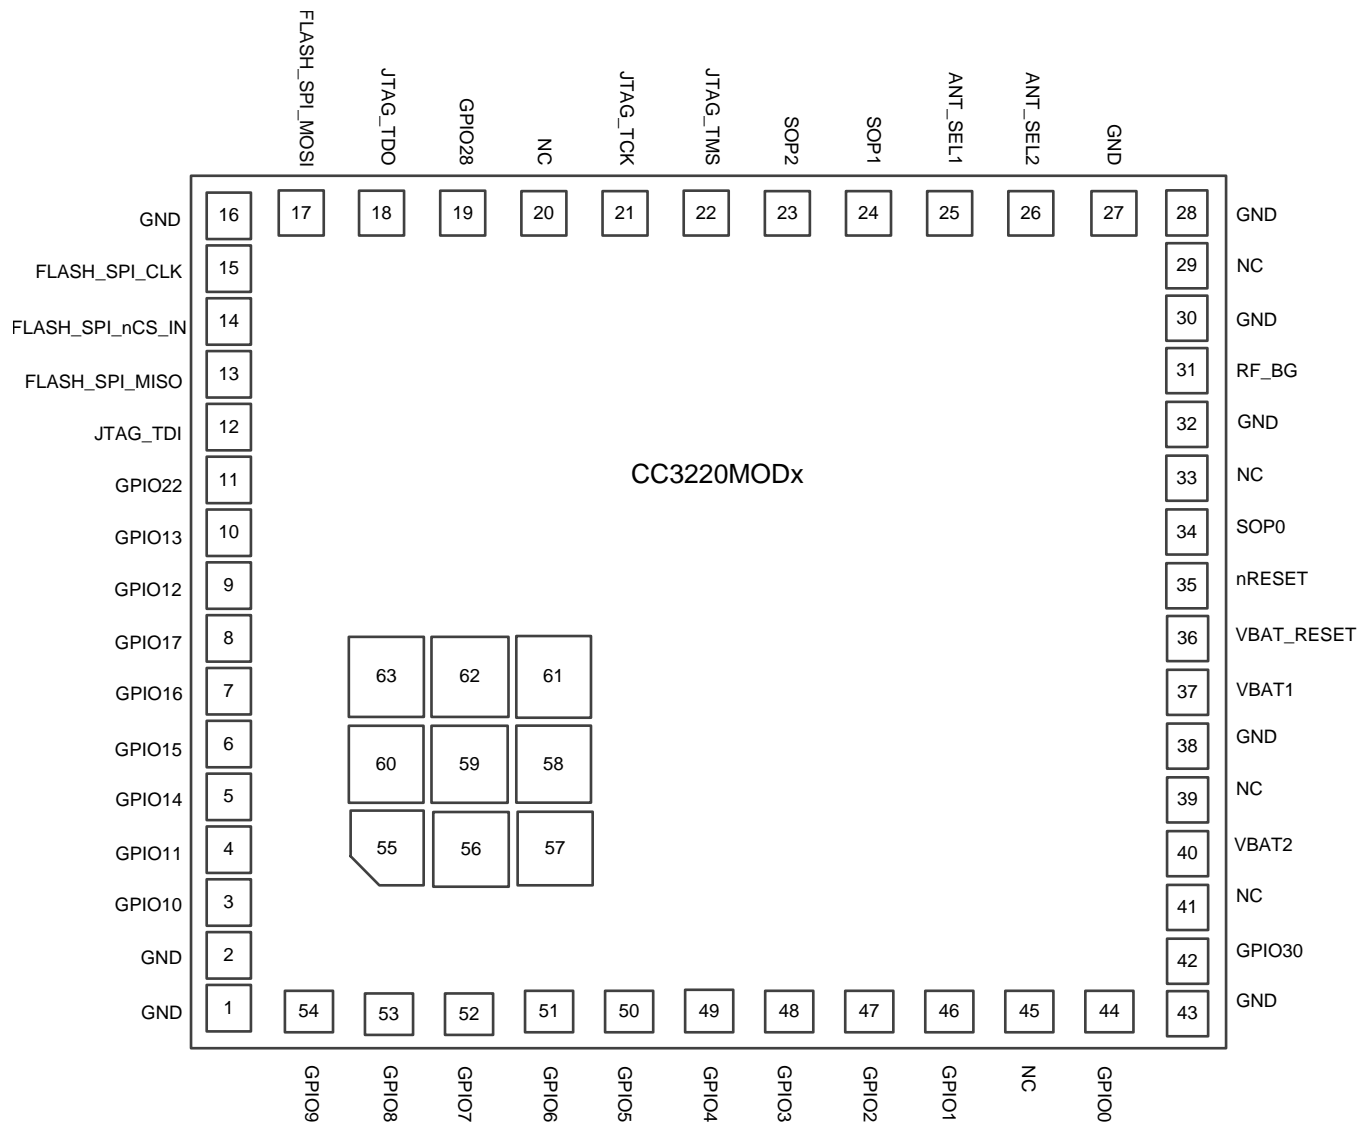 FLASH_SPI_MOSI
JTAG_TDO
GPIO28
NC
JTAG_TCK
JTAG_TMS
SOP2
SOP1
ANT_SEL1
ANT_SEL2
GND
GND 16 17 18 19 20 21 22 23 24 25 26 27 28 GND
FLASH_SPI_CLK 15 29 NC
FLASH_SPI_nCS_IN 14 30 GND
FLASH_SPI_MISO 13 31 RF_BG
JTAG_TDI 12 32 GND
CC3220MODx
GPIO22 11 33 NC
GPIO13 10 34 SOP0
GPIO12 9 35 nRESET
GPIO17 8 36 VBAT_RESET
GPIO16 7 63 62 61 37 VBAT1
GPIO15 6 38 GND
60 59 58
GPIO14 5 39 NC
GPIO11 4 55 56 57 40 VBAT2
GPIO10 3 41 NC
GND 2 42 GPIO30
GND 1 54 53 52 51 50 49 48 47 46 45 44 43 GND
GPIO9
GPIO8
GPIO7
GPIO6
GPIO5
GPIO4
GPIO3
GPIO2
GPIO1
NC
GPIO0